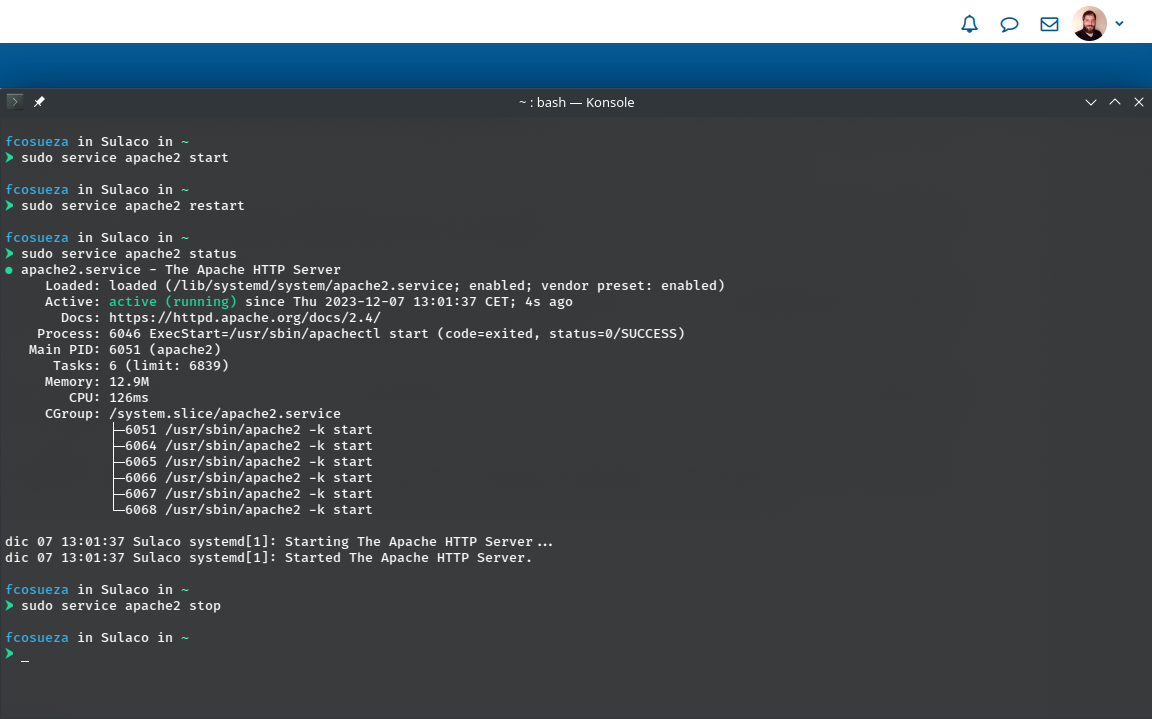 ~ : bash — Konsole
fcosueza in Sulaco in ~
❯ sudo service apache2 start
fcosueza in Sulaco in ~
❯ sudo service apache2 restart
fcosueza in Sulaco in ~
❯ sudo service apache2 status
● apache2.service - The Apache HTTP Server
Loaded: loaded (/lib/systemd/system/apache2.service; enabled; vendor preset: enabled)
Active: active (running) since Thu 2023-12-07 13:01:37 CET; 4s ago
Docs: https://httpd.apache.org/docs/2.4/
Process: 6046 ExecStart=/usr/sbin/apachectl start (code=exited, status=0/SUCCESS)
Main PID: 6051 (apache2)
Tasks: 6 (limit: 6839)
Memory: 12.9M
CPU: 126ms
CGroup: /system.slice/apache2.service
├─6051 /usr/sbin/apache2 -k start
├─6064 /usr/sbin/apache2 -k start
├─6065 /usr/sbin/apache2 -k start
├─6066 /usr/sbin/apache2 -k start
├─6067 /usr/sbin/apache2 -k start
└─6068 /usr/sbin/apache2 -k start
dic 07 13:01:37 Sulaco systemd[1]: Starting The Apache HTTP Server...
dic 07 13:01:37 Sulaco systemd[1]: Started The Apache HTTP Server.
fcosueza in Sulaco in ~
❯ sudo service apache2 stop
fcosueza in Sulaco in ~
❯ _